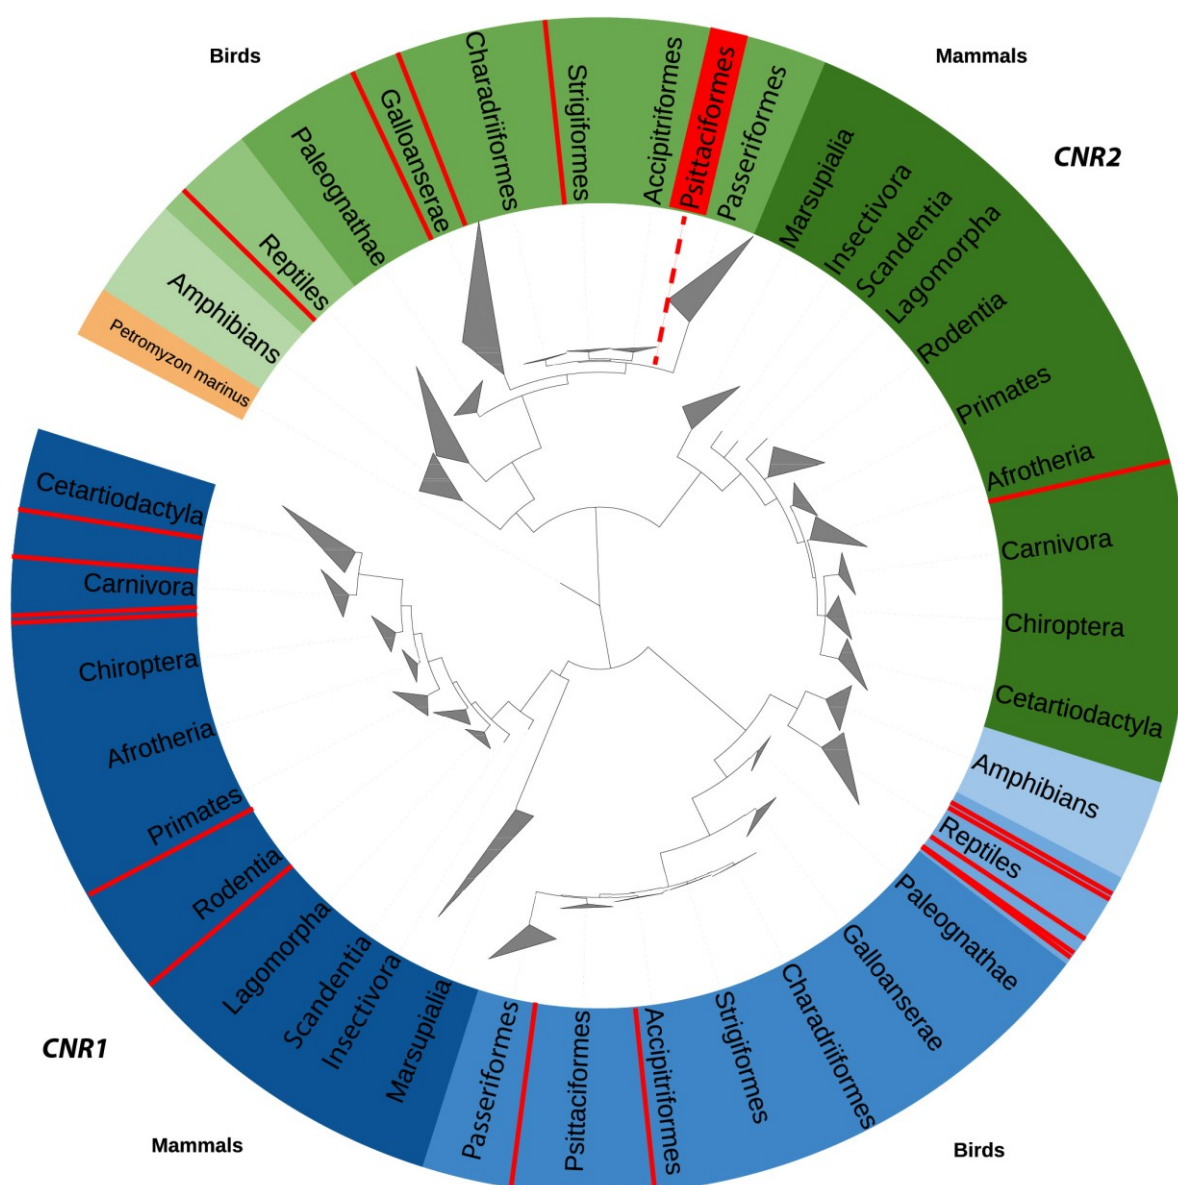 Birds
Mammals
CNR2
Petromyzon marinus
Amphibians
Reptiles
Paleognathae
Galloanserae
Charadriiformes
Strigiformes
Accipitriformes
Psittaciformes
Passeriformes
Marsupialia
Insectivora
Scandentia
Lagomorpha
Rodentia
Primates
Afrotheria
Carnivora
Chiroptera
Cetartiodactyla
Amphibians
Reptiles
Paleognathae
Galloanserae
Charadriiformes
Strigiformes
Accipitriformes
Psittaciformes
Passeriformes
Marsupialia
Insectivora
Scandentia
Lagomorpha
Rodentia
Primates
Afrotheria
Chiroptera
Carnivora
Cetartiodactyla
CNR1
Mammals
Birds